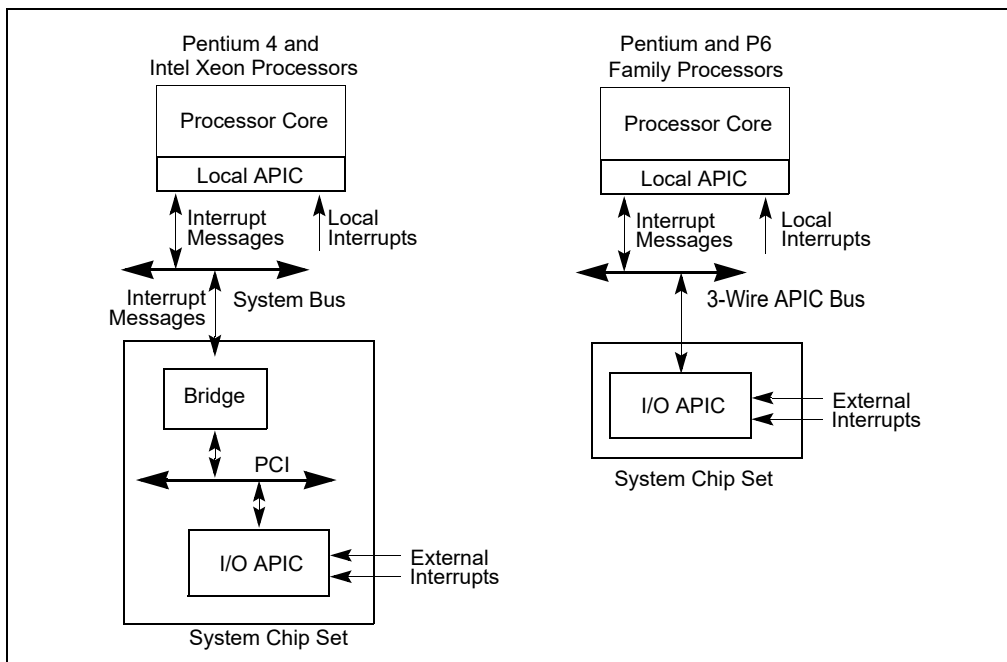 Pentium 4 and
Intel Xeon Processors
Processor Core
Local APIC
Interrupt
Messages
Local
Interrupts
Interrupt
Messages
System Bus
Bridge
PCI
I/O APIC
External
Interrupts
System Chip Set
Pentium and P6
Family Processors
Processor Core
Local APIC
Interrupt
Messages
Local
Interrupts
3-Wire APIC Bus
I/O APIC
External
Interrupts
System Chip Set